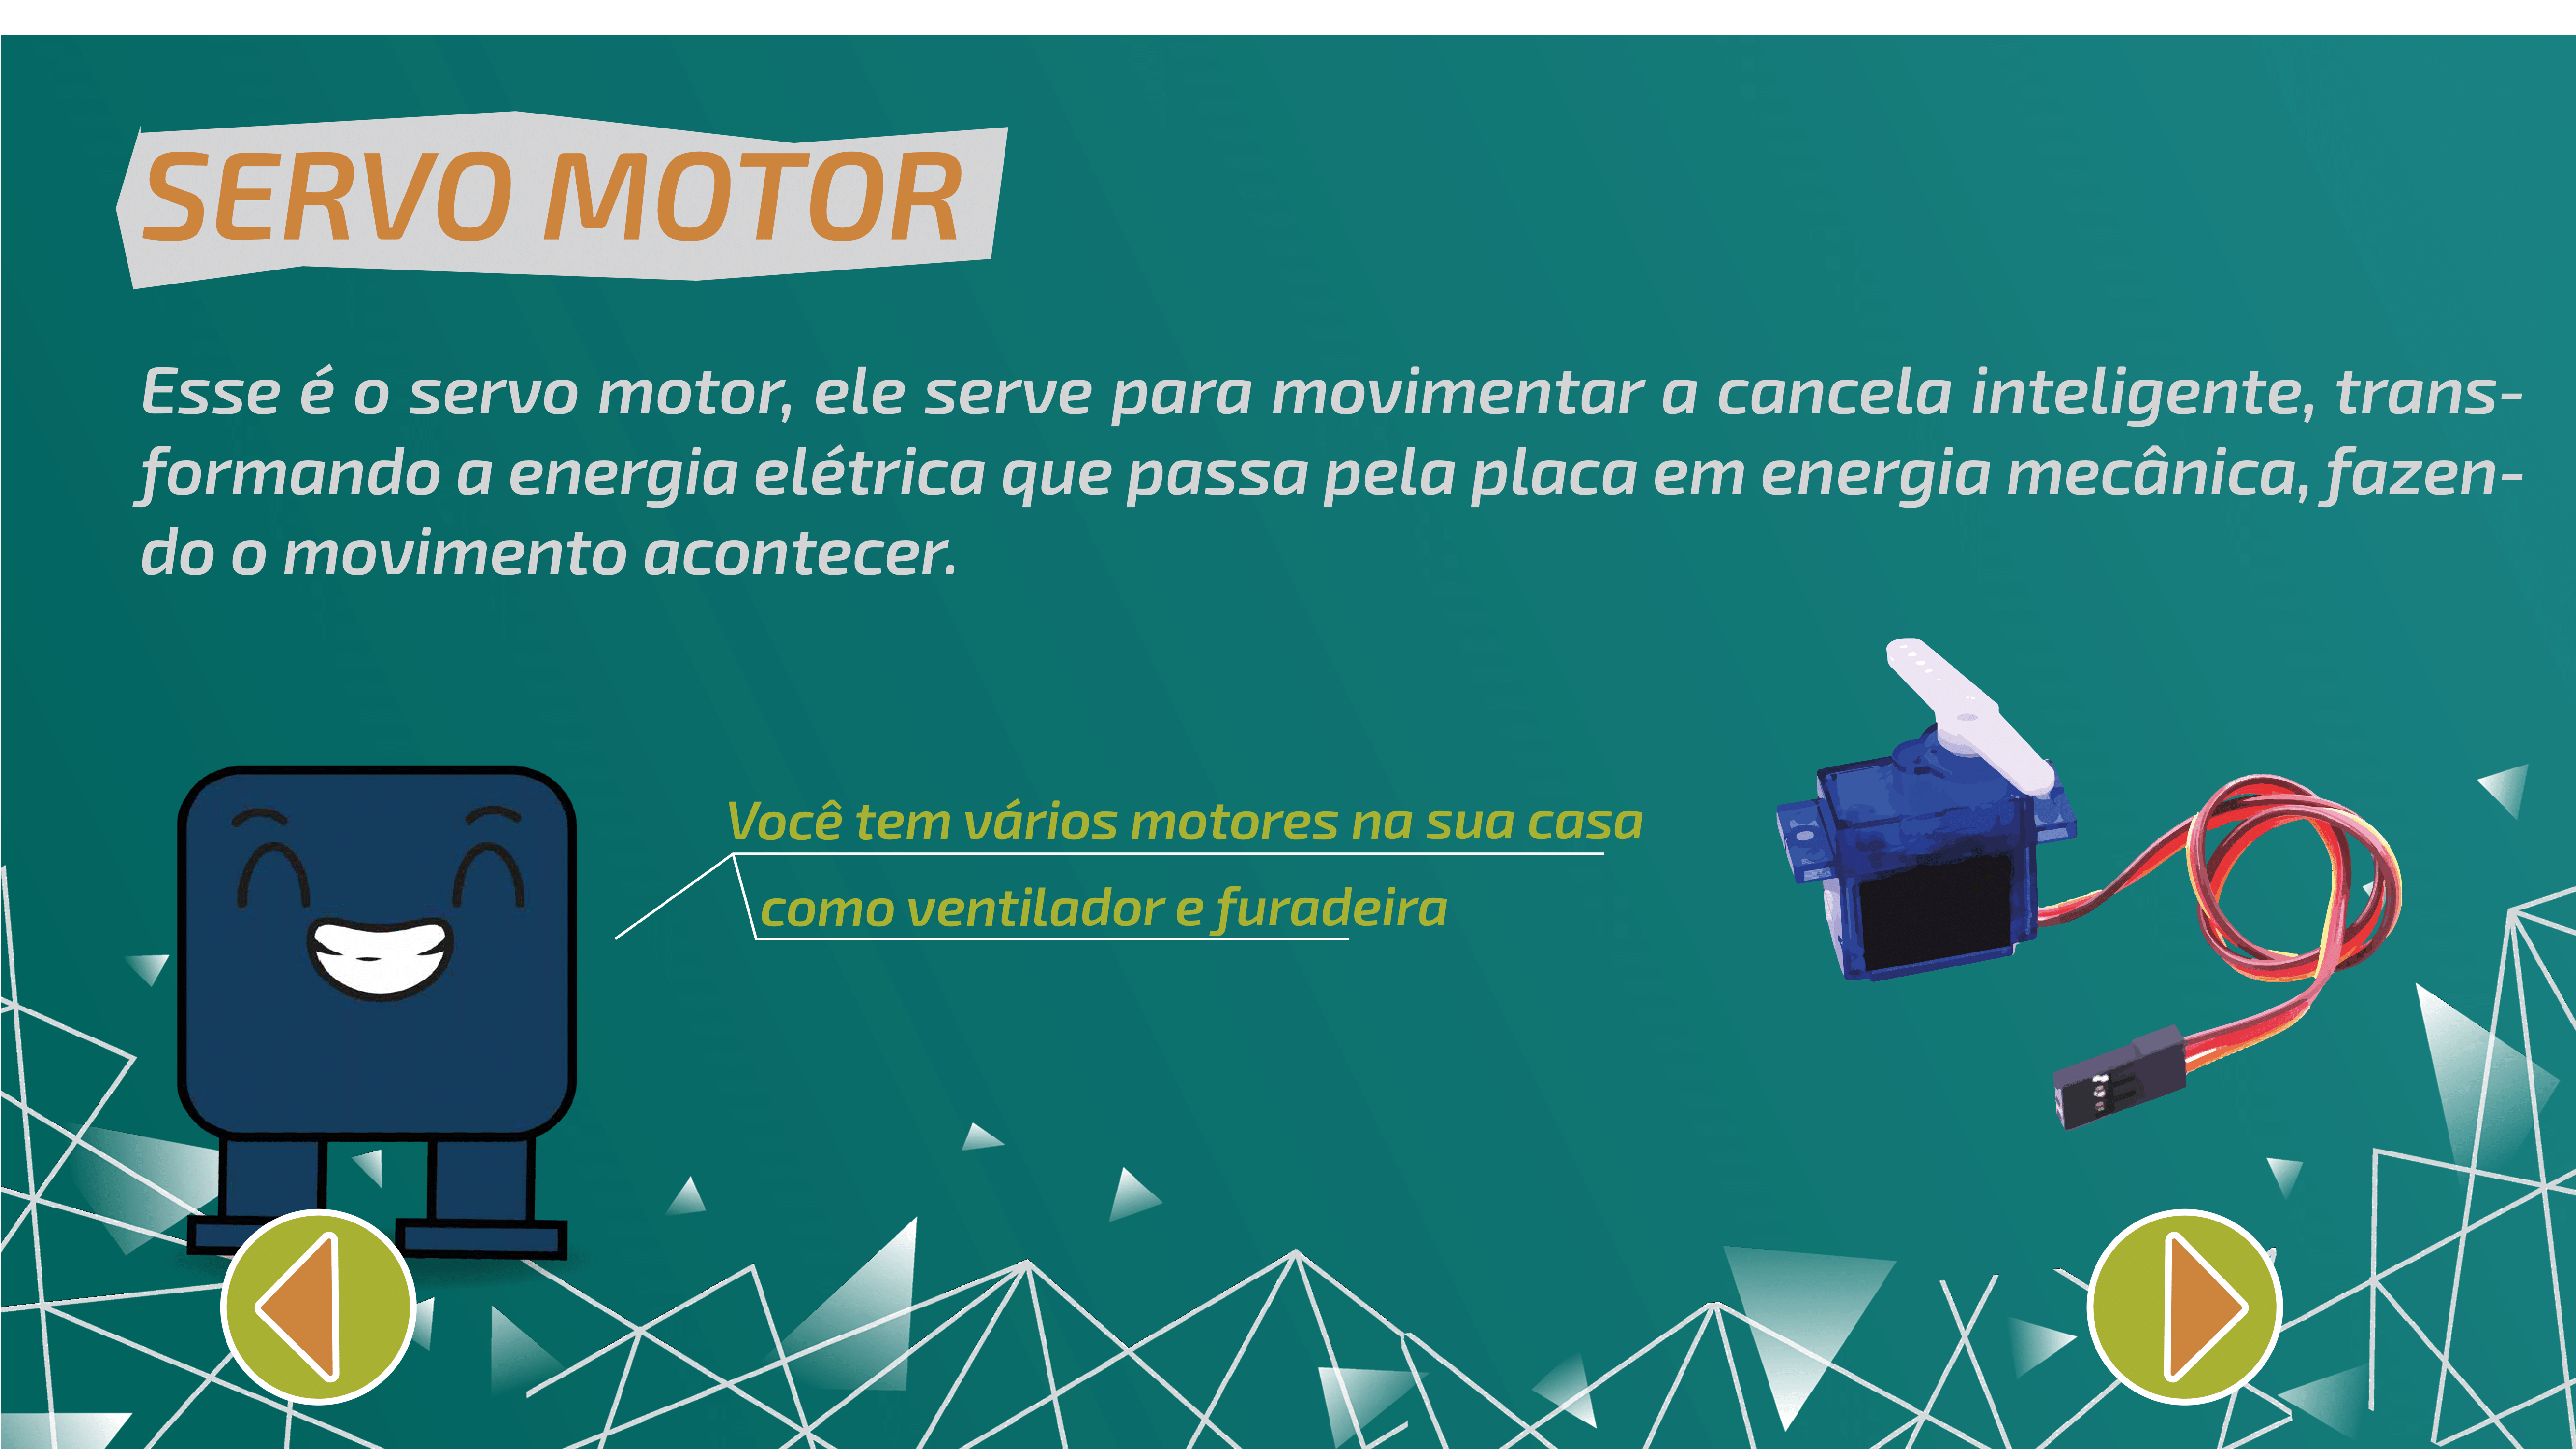 SERVO MOTOR
Esse é o servo motor, ele serve para movimentar a cancela inteligente, trans-
formando a energia elétrica que passa pela placa em energia mecânica, fazen-
do o movimento acontecer.
Você tem vários motores na sua casa
como ventilador e furadeira